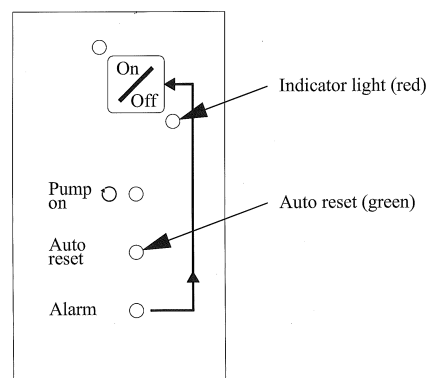 On
Off
Indicator light (red)
Pump
on
Auto reset (green)
Auto
reset
Alarm